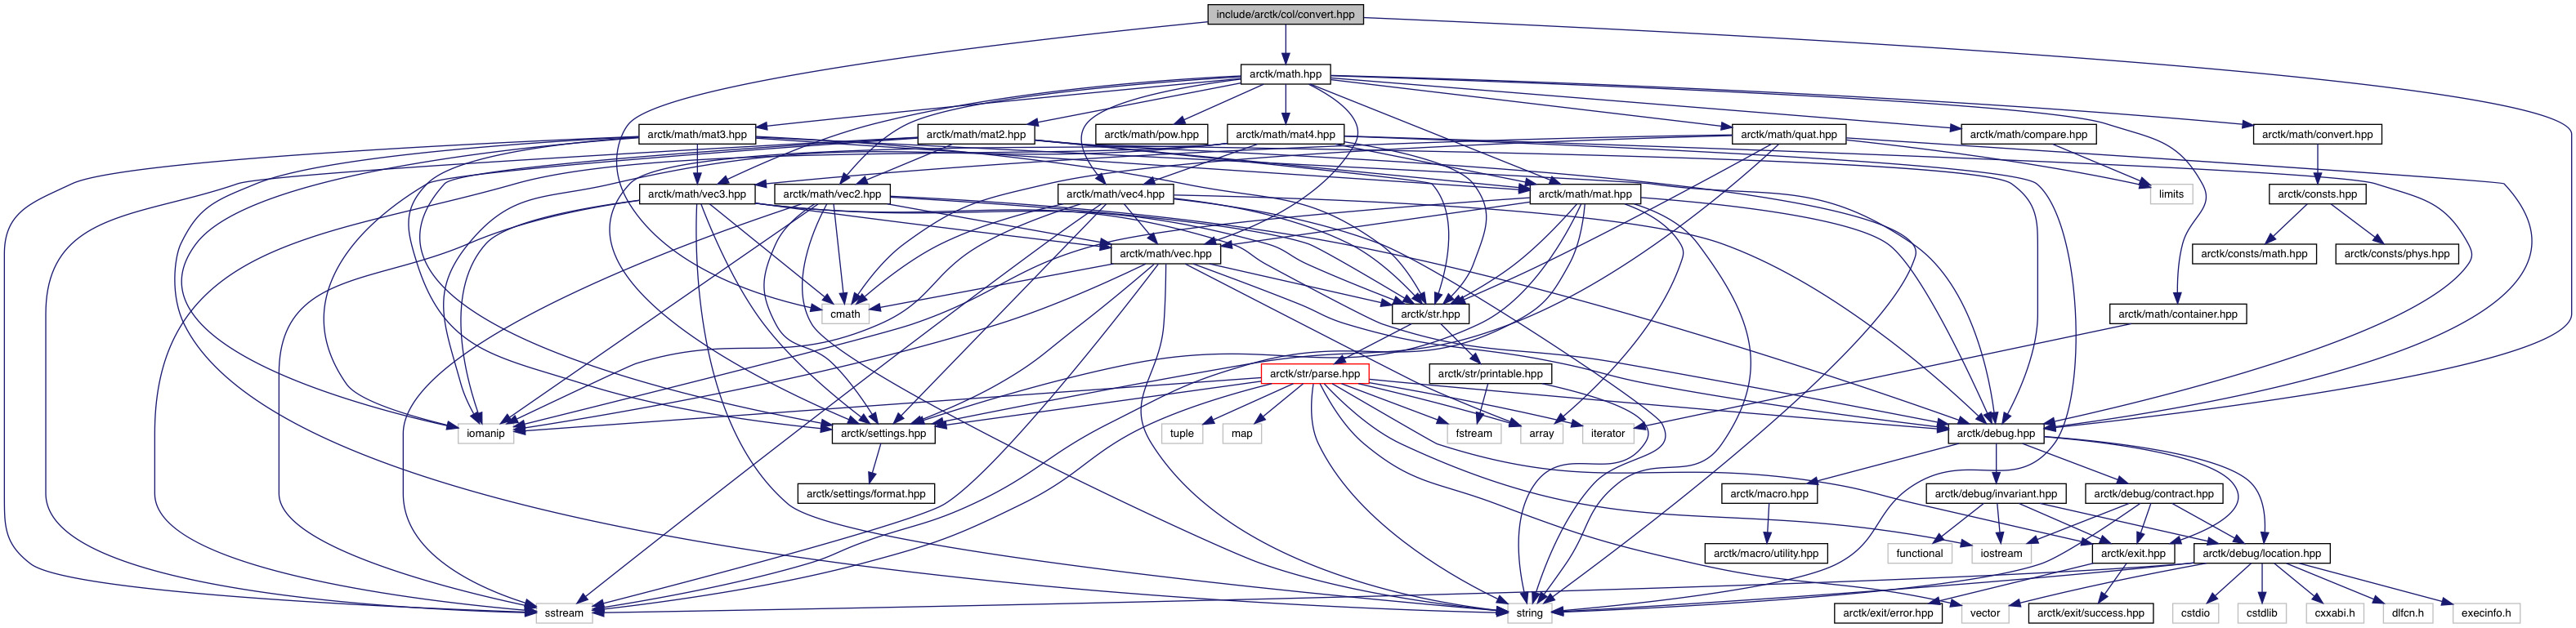 include/arctk/col/convert.hpp
arctk/math.hpp
arctk/math/mat3.hpp
arctk/math/mat2.hpp
arctk/math/pow.hpp
arctk/math/mat4.hpp
arctk/math/quat.hpp
arctk/math/compare.hpp
arctk/math/convert.hpp
arctk/math/vec3.hpp
arctk/math/vec2.hpp
arctk/math/vec4.hpp
arctk/math/mat.hpp
limits
arctk/consts.hpp
arctk/math/vec.hpp
arctk/consts/math.hpp
arctk/consts/phys.hpp
cmath
arctk/str.hpp
arctk/math/container.hpp
arctk/str/parse.hpp
arctk/str/printable.hpp
iomanip
arctk/settings.hpp
tuple
map
fstream
array
iterator
arctk/debug.hpp
arctk/settings/format.hpp
arctk/macro.hpp
arctk/debug/invariant.hpp
arctk/debug/contract.hpp
arctk/macro/utility.hpp
functional
iostream
arctk/exit.hpp
arctk/debug/location.hpp
sstream
string
arctk/exit/error.hpp
vector
arctk/exit/success.hpp
cstdio
cstdlib
cxxabi.h
dlfcn.h
execinfo.h